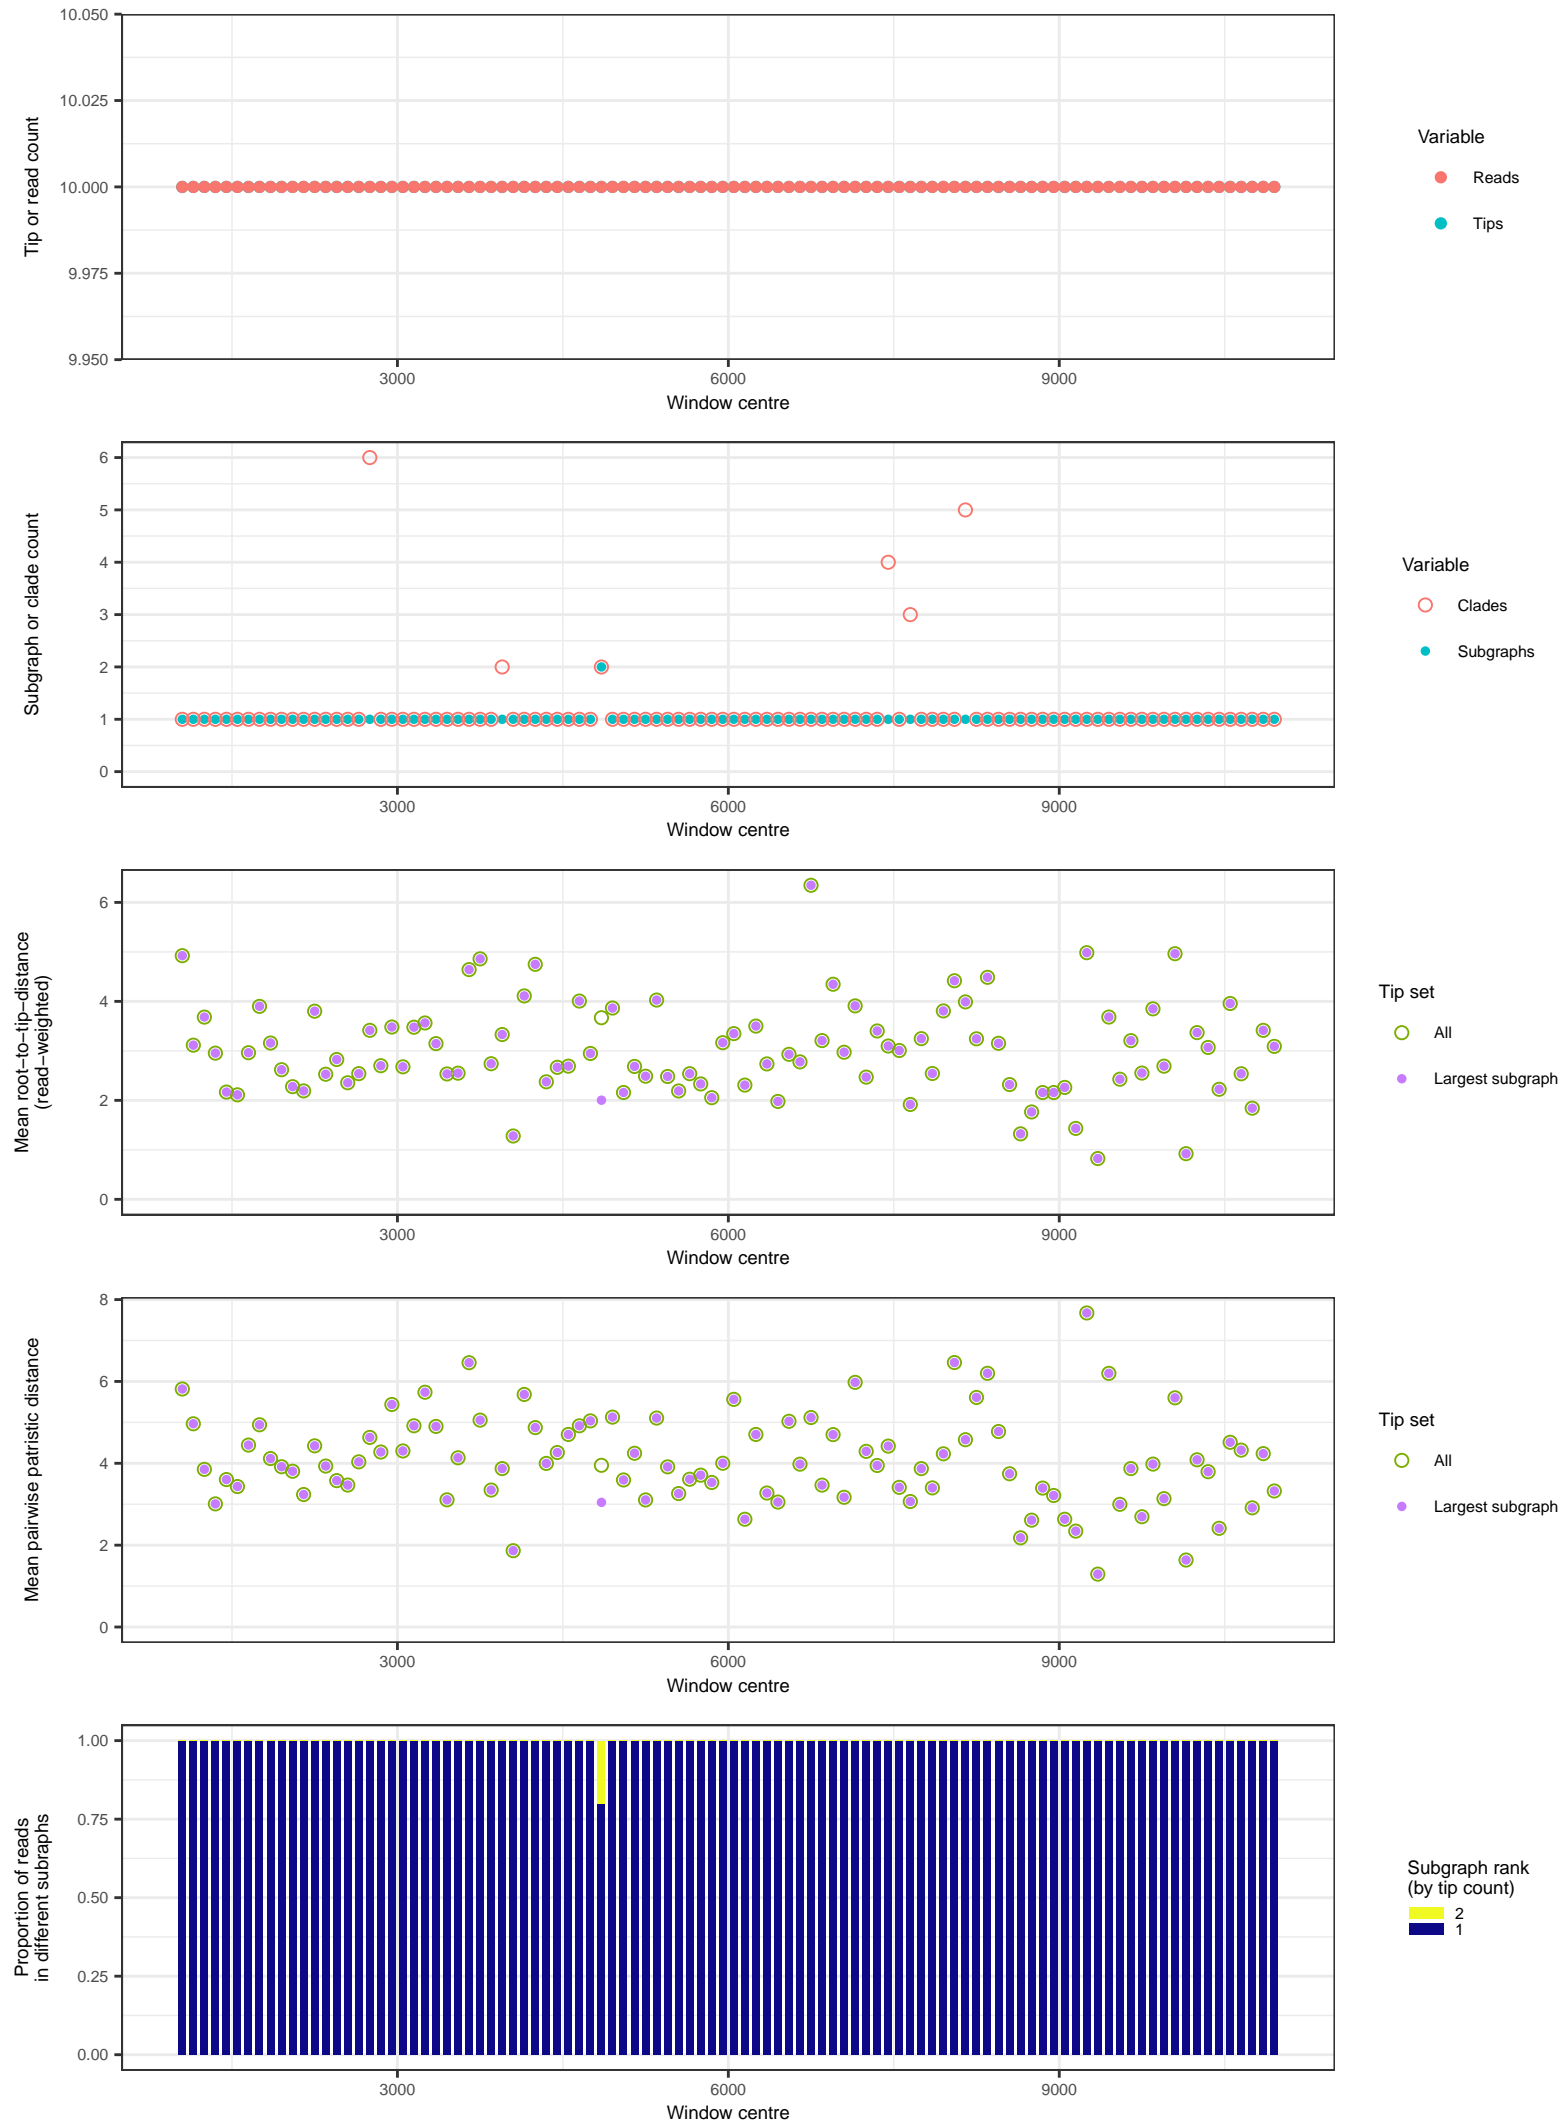 10.050
10.025
10.000
9.975
9.950
Tip or read count
3000
6000
9000
Window centre
Variable
Reads
Tips
6
5
4
3
2
1
0
Subgraph or clade count
3000
6000
9000
Window centre
Variable
Clades
Subgraphs
6
4
2
0
Mean root−to−tip−distance
(read−weighted)
3000
6000
9000
Window centre
Tip set
All
Largest subgraph
8
6
4
2
0
Mean pairwise patristic distance
3000
6000
9000
Window centre
Tip set
All
Largest subgraph
1.00
0.75
0.50
0.25
0.00
Proportion of reads
in different subraphs
3000
6000
9000
Window centre
Subgraph rank
(by tip count)
2
1